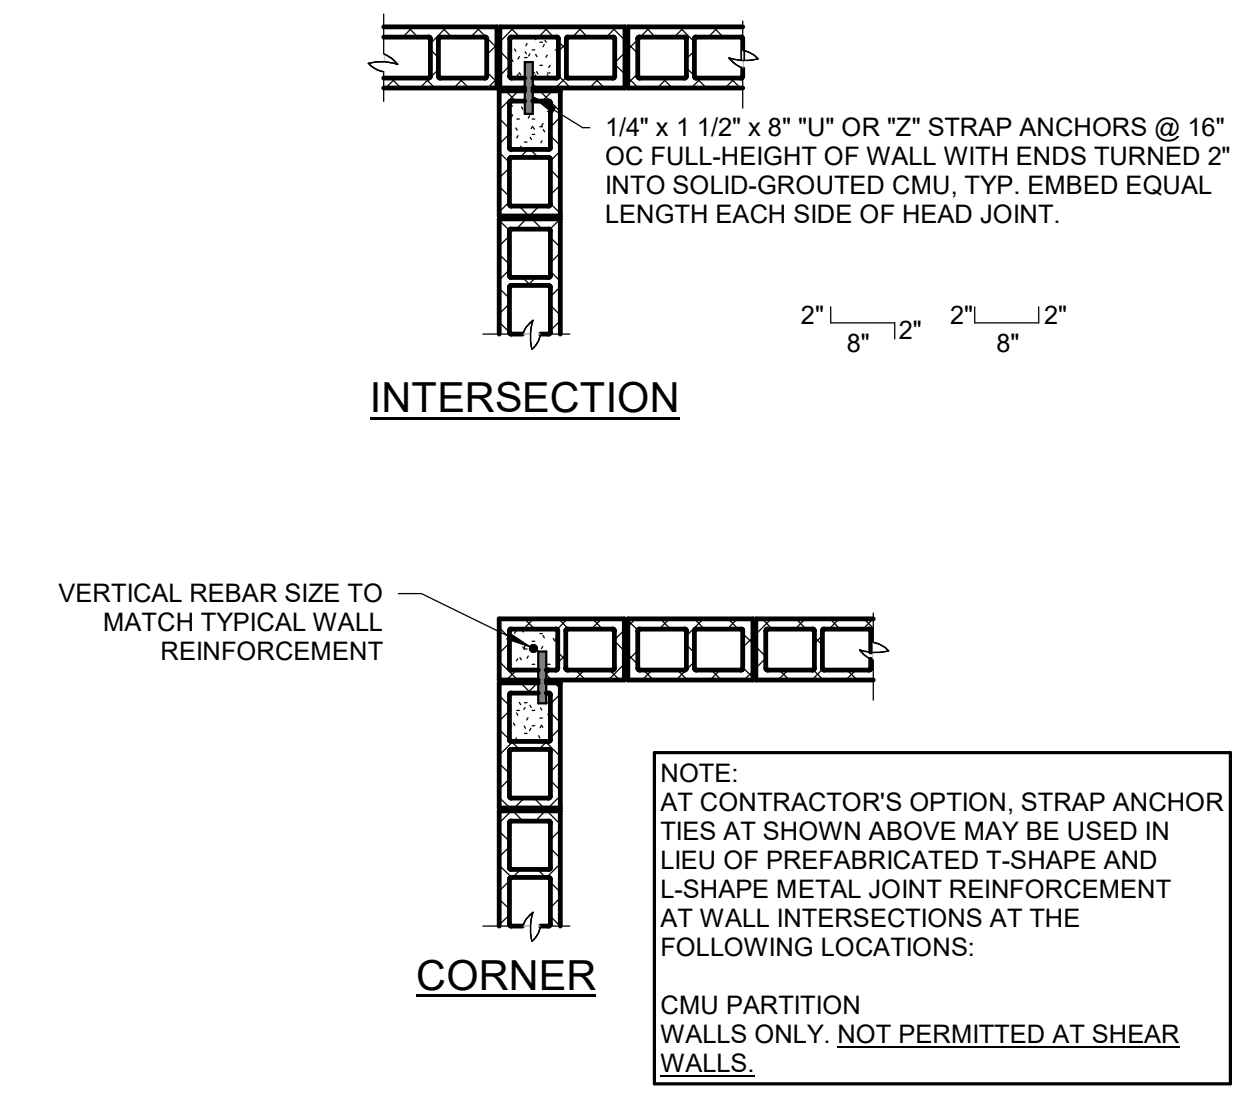 1/4" x 1 1/2" x 8" "U" OR "Z" STRAP ANCHORS @ 16"
OC FULL-HEIGHT OF WALL WITH ENDS TURNED 2"
INTO SOLID-GROUTED CMU, TYP. EMBED EQUAL
LENGTH EACH SIDE OF HEAD JOINT.
2" 2" 2" 2"
8" 8"
INTERSECTION
VERTICAL REBAR SIZE TO
MATCH TYPICAL WALL
REINFORCEMENT
CORNER
NOTE:
AT CONTRACTOR'S OPTION, STRAP ANCHOR
TIES AT SHOWN ABOVE MAY BE USED IN
LIEU OF PREFABRICATED T-SHAPE AND
L-SHAPE METAL JOINT REINFORCEMENT
AT WALL INTERSECTIONS AT THE
FOLLOWING LOCATIONS:
CMU PARTITION
WALLS ONLY. NOT PERMITTED AT SHEAR
WALLS.